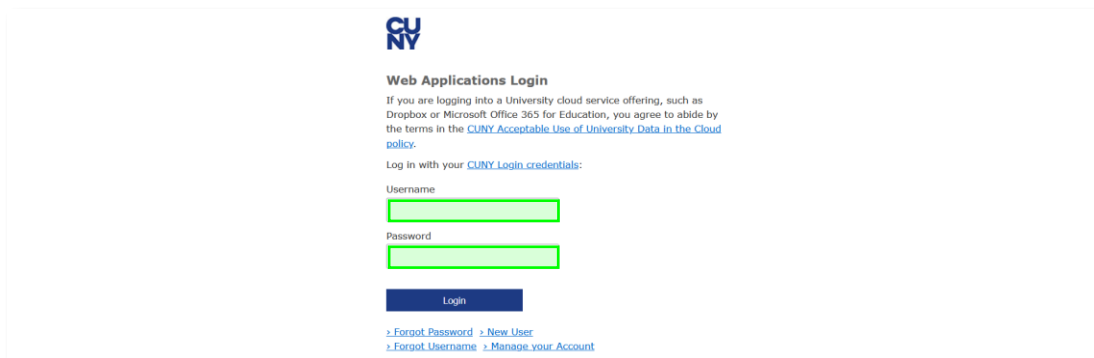 CU
NY
Web Applications Login
If you are logging into a University cloud service offering, such as
Dropbox or Microsoft Office 365 for Education, you agree to abide by
the terms in the CUNY Acceptable Use of University Data in the Cloud
policy.
Log in with your CUNY Login credentials:
Username
Password
Login
› Forgot Password › New User
› Forgot Username › Manage your Account